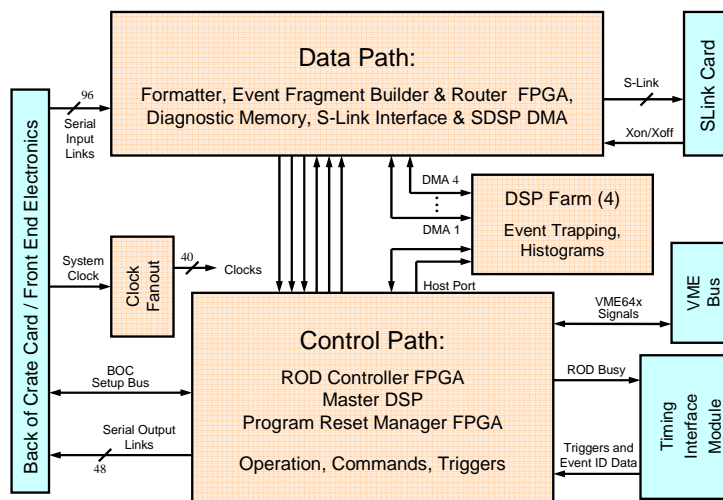 Data Path:
Formatter, Event Fragment Builder & Router FPGA,
Diagnostic Memory, S-Link Interface & SDSP DMA
96
Serial
Input
Links
S-Link
Xon/Xoff
SLink Card
Back of Crate Card / Front End Electronics
DMA 4
DMA 1
DSP Farm (4)
Event Trapping,
Histograms
System
Clock
Clock
Fanout
40
Clocks
Host Port
VME64x
Signals
VME
Bus
Control Path:
ROD Controller FPGA
Master DSP
Program Reset Manager FPGA
Operation, Commands, Triggers
BOC
Setup Bus
Serial Output
Links
48
ROD Busy
Triggers and
Event ID Data
Timing
Interface
Module